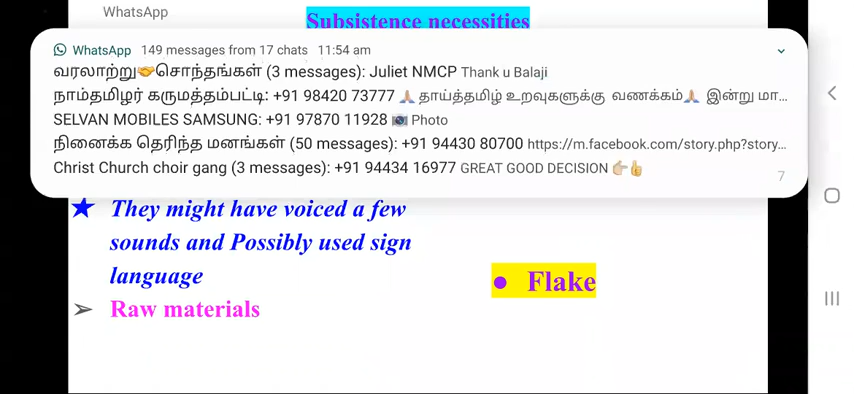 WhatsApp
Subsistence necessities
WhatsApp 149 messages from 17 chats 11:54 am
வரலாற்று🤝சொந்தங்கள் (3 messages): Juliet NMCP Thank u Balaji
நாம்தமிழர் கருமத்தம்பட்டி: +91 98420 73777 🙏🏼 தாய்த்தமிழ் உறவுகளுக்கு வணக்கம்🙏🏼 இன்று மா...
SELVAN MOBILES SAMSUNG: +91 97870 11928 📷 Photo
நினைக்க தெரிந்த மனங்கள் (50 messages): +91 94430 80700 https://m.facebook.com/story.php?story...
Christ Church choir gang (3 messages): +91 94434 16977 GREAT GOOD DECISION 👉🏼👍
7
★ They might have voiced a few
sounds and Possibly used sign
language
● Flake
➢ Raw materials